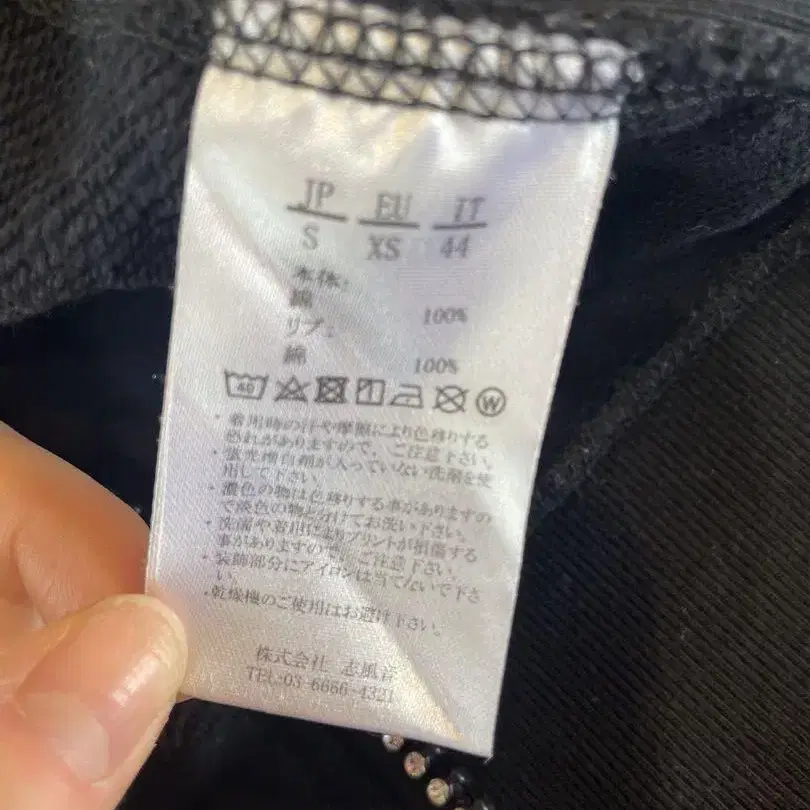 JP EU IT
S XS 44
本体:
綿 100%
リブ:
綿 100%
40
W
・着用時の汗や摩擦により色移りする
恐れがありますので、ご注意下さい。
・蛍光増白剤が入っていない洗剤を使
用して下さい。
・濃色の物は色移りする事がありますの
で淡色の物と分けてお洗い下さい。
・洗濯や着用によりプリントが損傷する
事がありますので、ご注意下さい。
・装飾部分にアイロンは当てないで下さ
い。
・乾燥機のご使用はお避け下さい。
株式会社 志風音
TEL:03-6666-4321